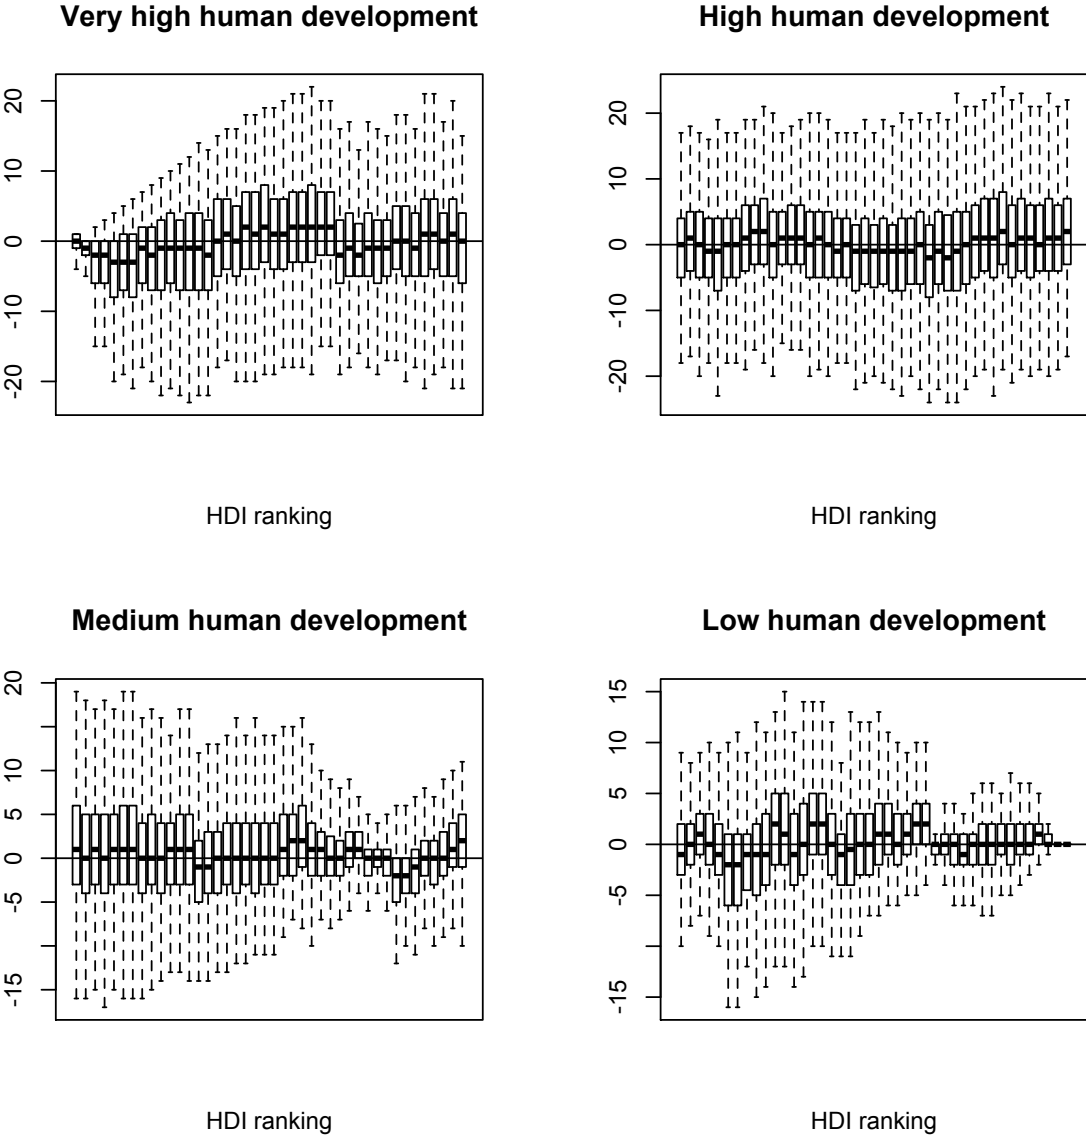 Very high human development
20
10
0
-10
-20
HDI ranking
High human development
20
10
0
-10
-20
HDI ranking
Medium human development
20
10
5
0
-5
-15
HDI ranking
Low human development
15
10
5
0
-5
-15
HDI ranking